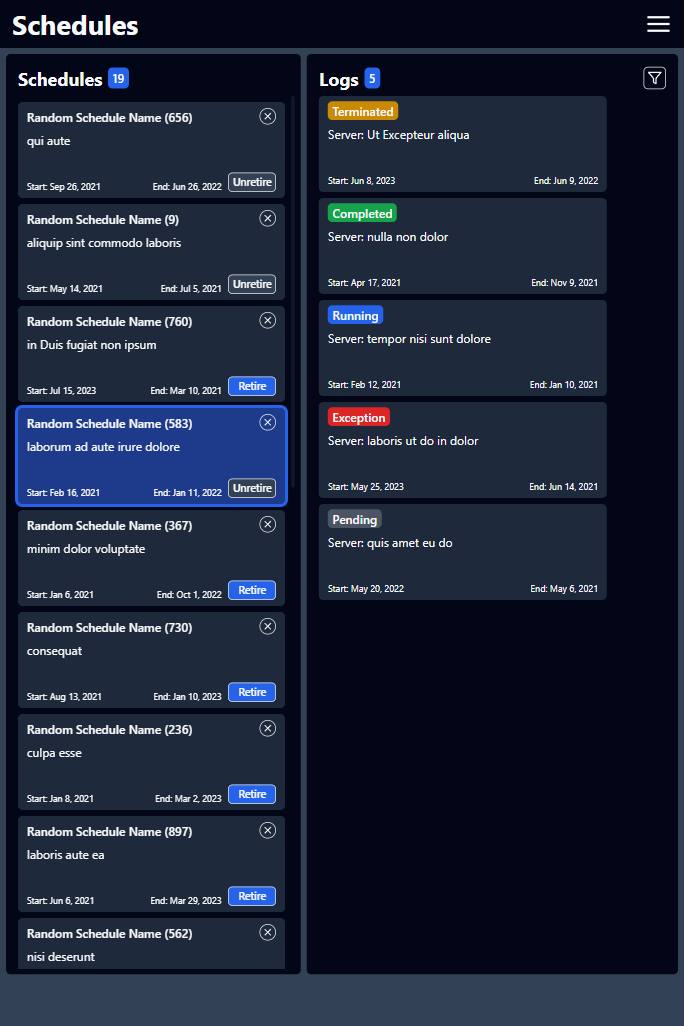 Schedules
Schedules 19
Random Schedule Name (656)
qui aute
Start: Sep 26, 2021 End: Jun 26, 2022 Unretire
Random Schedule Name (9)
aliquip sint commodo laboris
Start: May 14, 2021 End: Jul 5, 2021 Unretire
Random Schedule Name (760)
in Duis fugiat non ipsum
Start: Jul 15, 2023 End: Mar 10, 2021 Retire
Random Schedule Name (583)
laborum ad aute irure dolore
Start: Feb 16, 2021 End: Jan 11, 2022 Unretire
Random Schedule Name (367)
minim dolor voluptate
Start: Jan 6, 2021 End: Oct 1, 2022 Retire
Random Schedule Name (730)
consequat
Start: Aug 13, 2021 End: Jan 10, 2023 Retire
Random Schedule Name (236)
culpa esse
Start: Jan 8, 2021 End: Mar 2, 2023 Retire
Random Schedule Name (897)
laboris aute ea
Start: Jun 6, 2021 End: Mar 29, 2023 Retire
Random Schedule Name (562)
nisi deserunt
Logs 5
Terminated
Server: Ut Excepteur aliqua
Start: Jun 8, 2023 End: Jun 9, 2022
Completed
Server: nulla non dolor
Start: Apr 17, 2021 End: Nov 9, 2021
Running
Server: tempor nisi sunt dolore
Start: Feb 12, 2021 End: Jan 10, 2021
Exception
Server: laboris ut do in dolor
Start: May 25, 2023 End: Jun 14, 2021
Pending
Server: quis amet eu do
Start: May 20, 2022 End: May 6, 2021